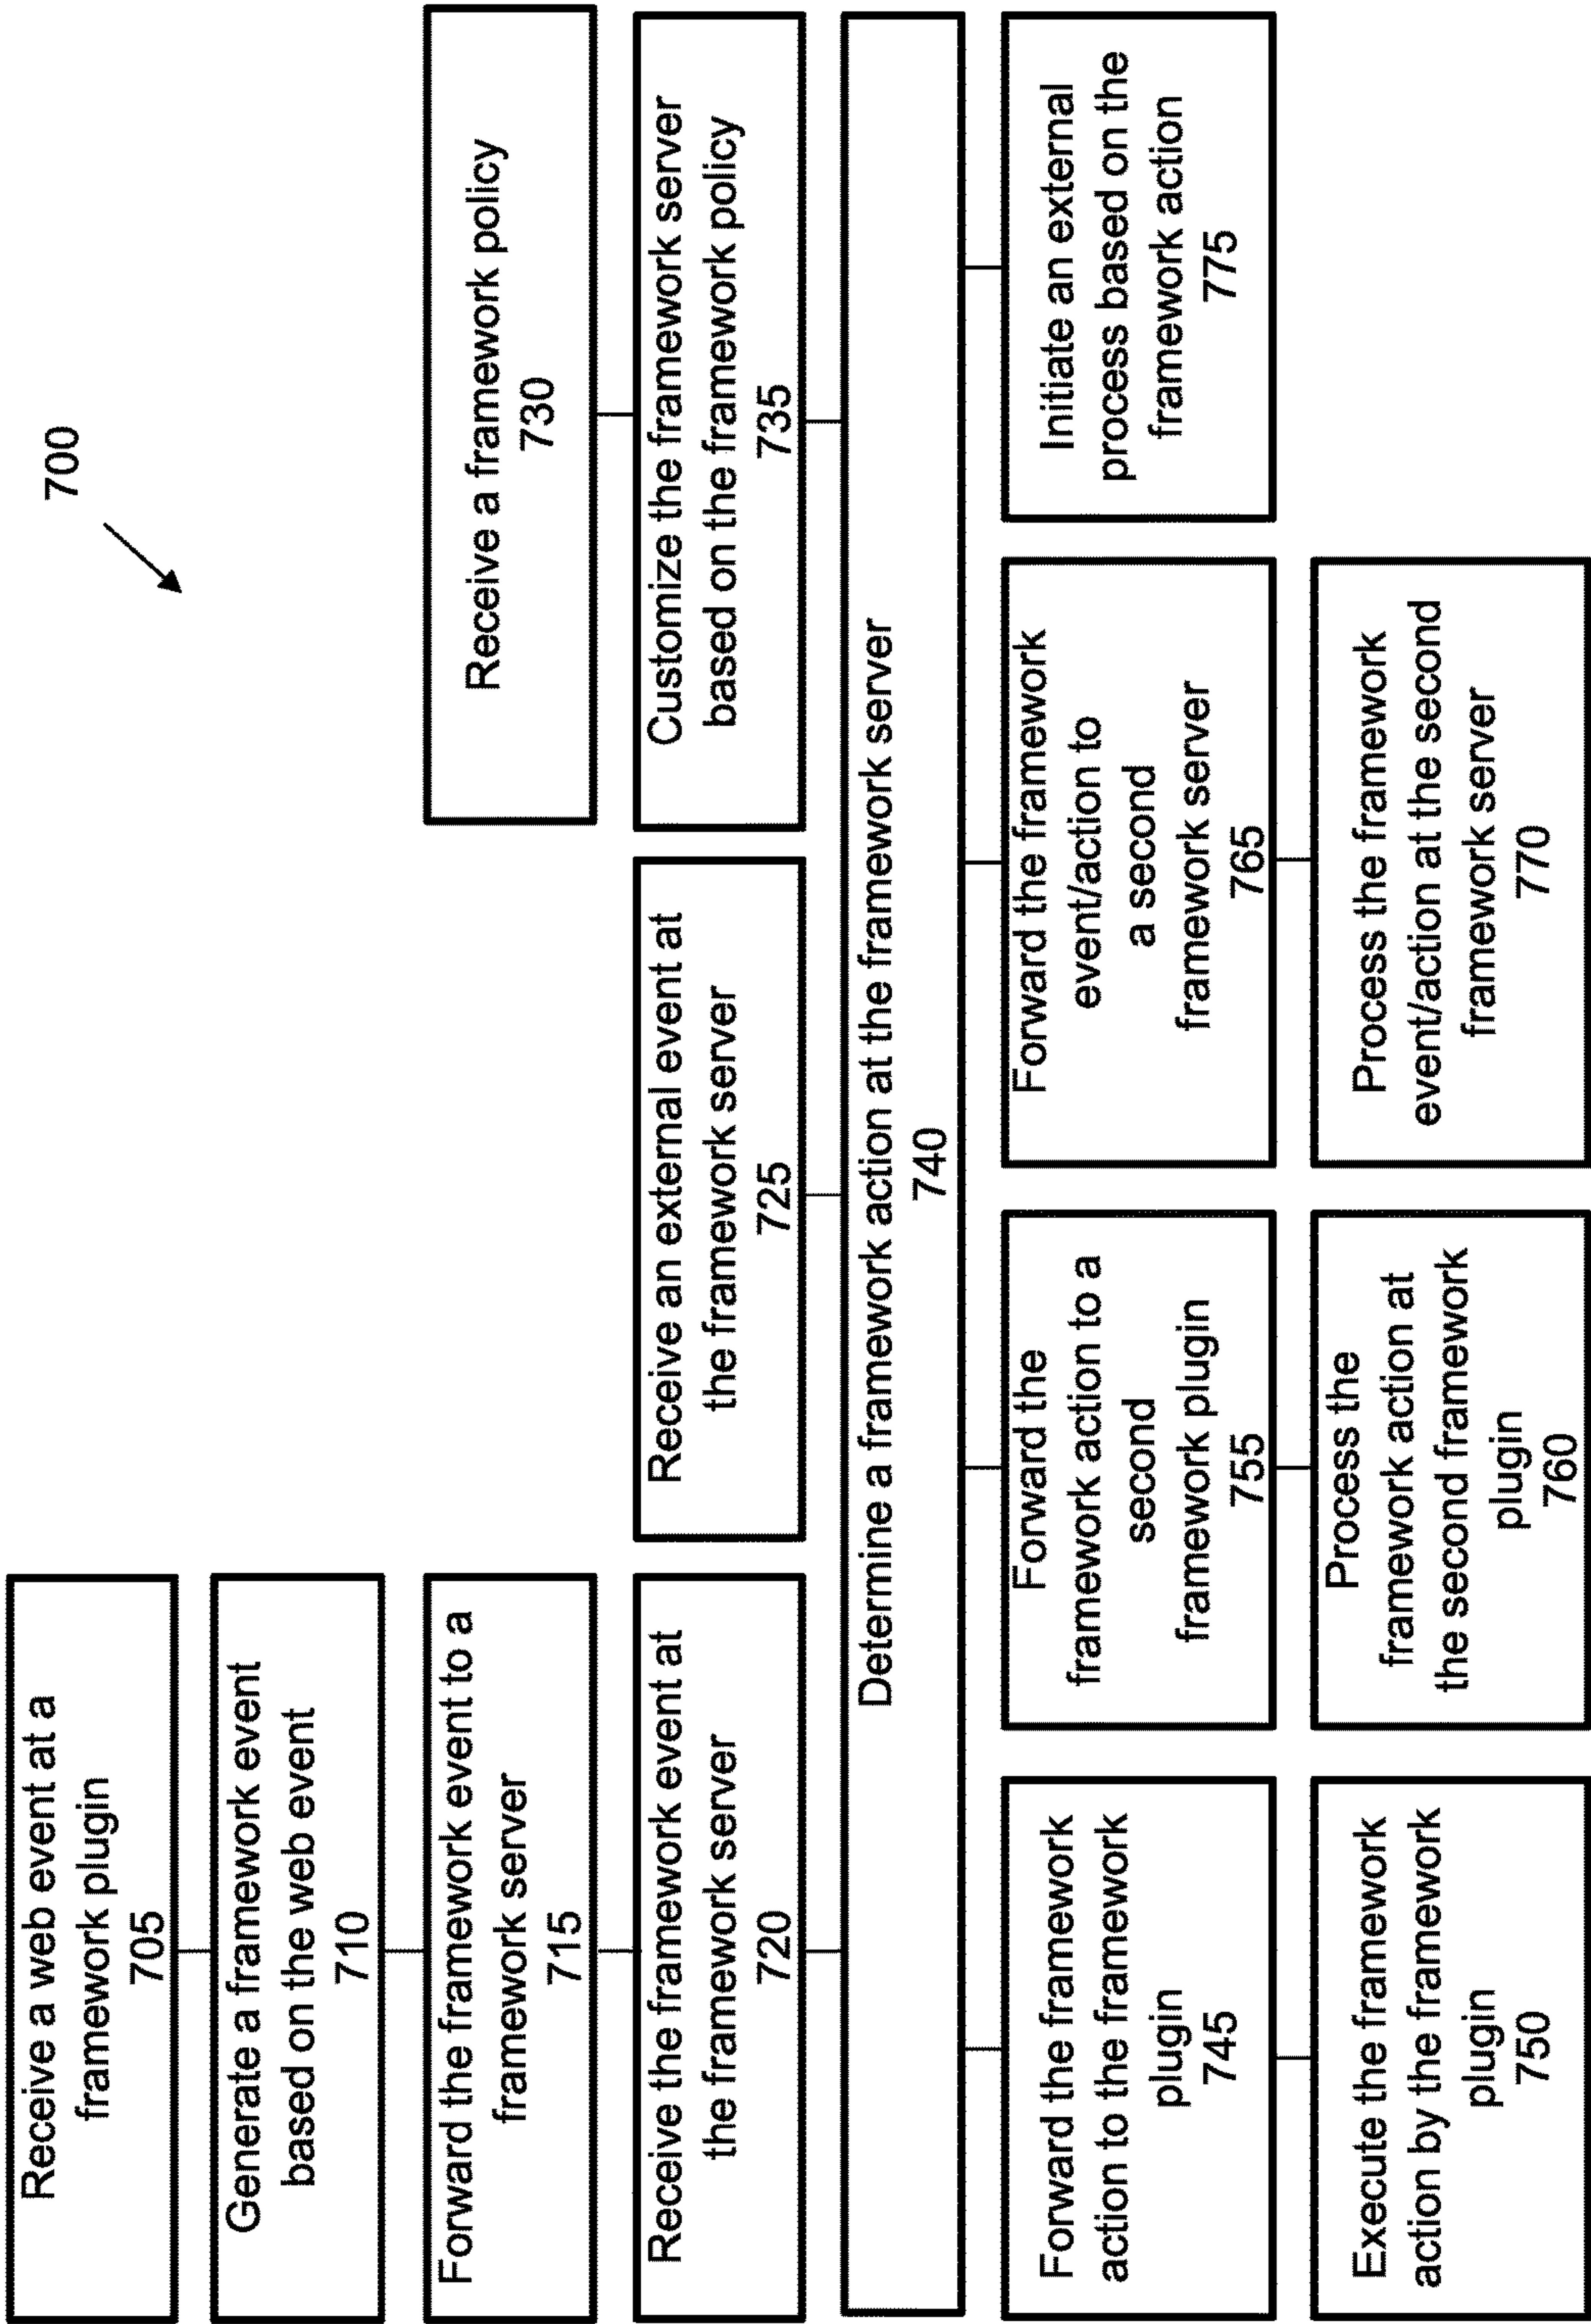 700
Receive a web event at a
framework plugin
705
Generate a framework event
based on the web event
710
Forward the framework event to a
framework server
715
Receive the framework event at
the framework server
720
Receive an external event at
the framework server
725
Receive a framework policy
730
Customize the framework server
based on the framework policy
735
Determine a framework action at the framework server
740
Forward the framework
action to the framework
plugin
745
Execute the framework
action by the framework
plugin
750
Forward the
framework action to a
second
framework plugin
755
Process the
framework action at
the second framework
plugin
760
Forward the framework
event/action to
a second
framework server
765
Process the framework
event/action at the second
framework server
770
Initiate an external
process based on the
framework action
775